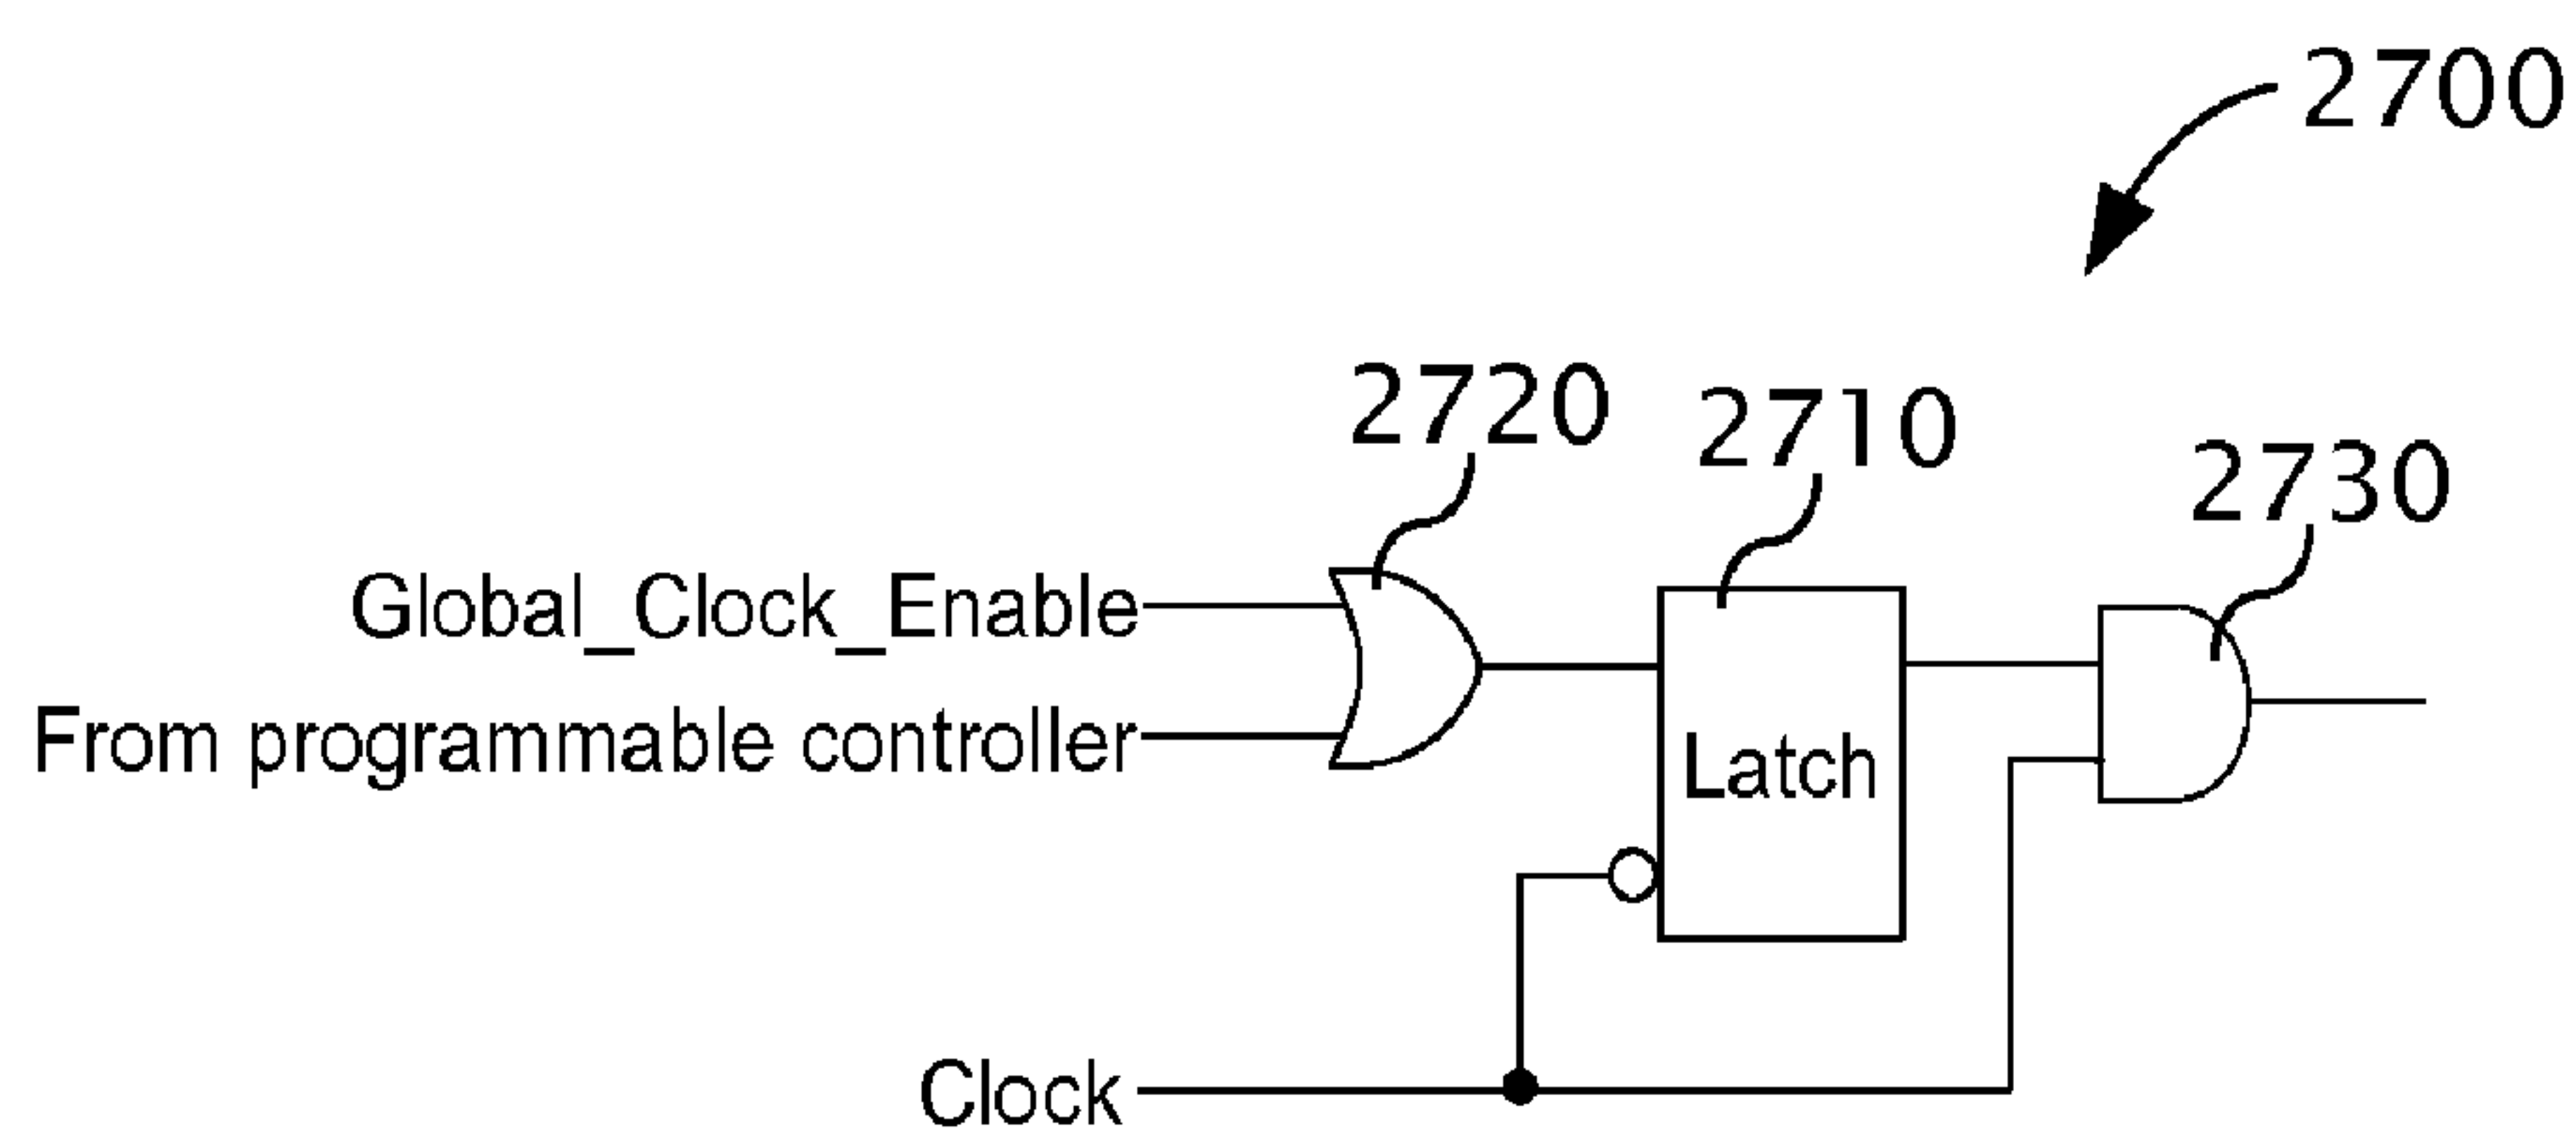 2700
2720
2710
2730
Global_Clock_Enable
From programmable controller
Latch
Clock